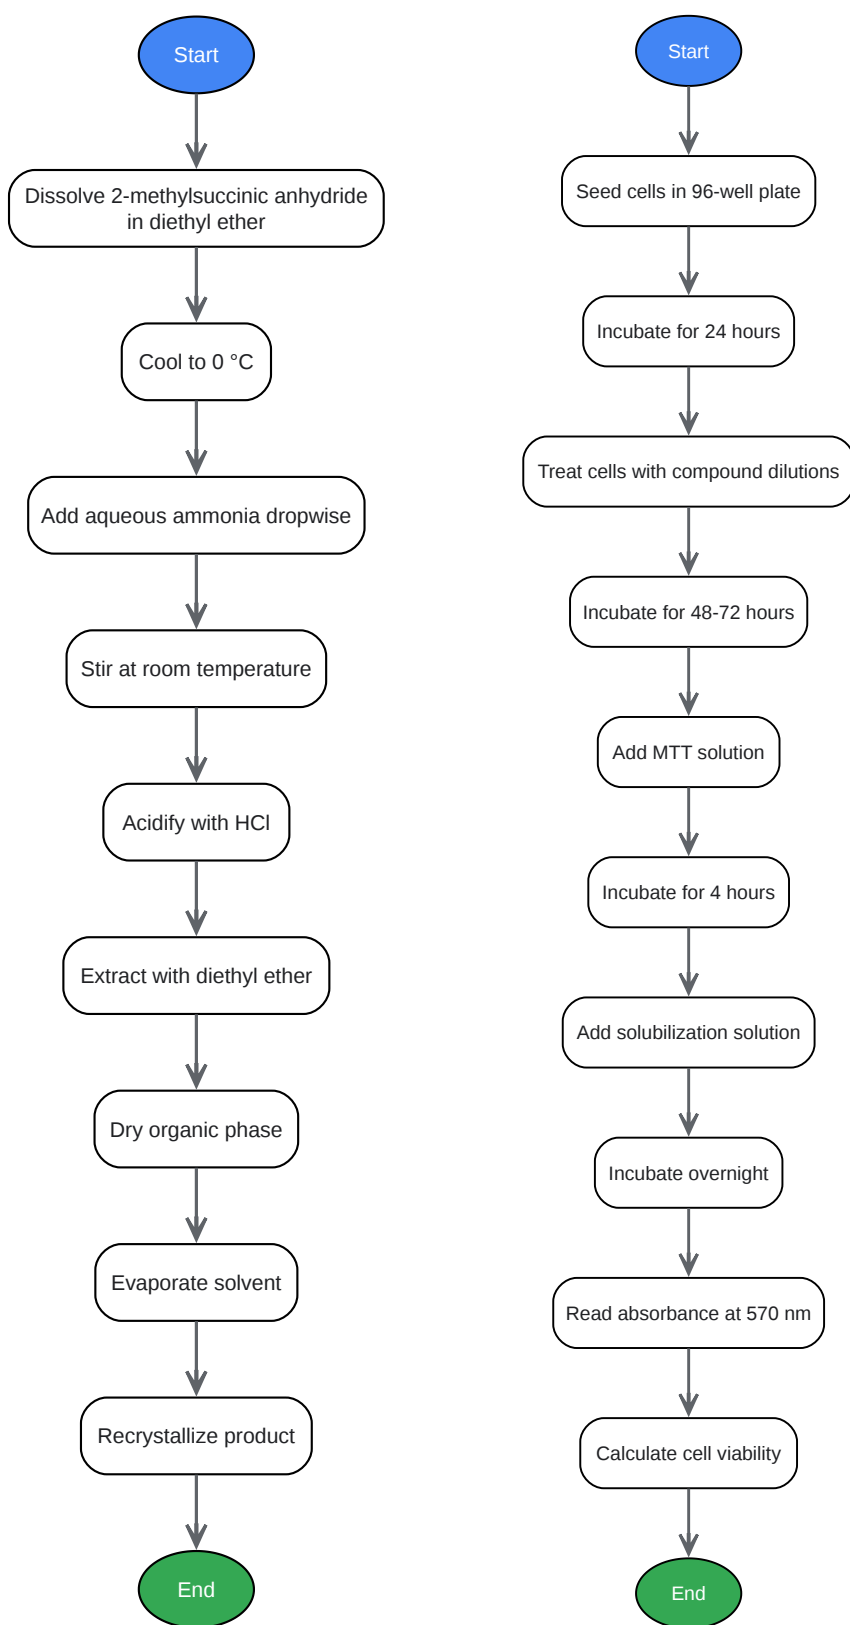 Start
Dissolve 2-methylsuccinic anhydride
in diethyl ether
Cool to 0 °C
Add aqueous ammonia dropwise
Stir at room temperature
Acidify with HCl
Extract with diethyl ether
Dry organic phase
Evaporate solvent
Recrystallize product
End
Start
Seed cells in 96-well plate
Incubate for 24 hours
Treat cells with compound dilutions
Incubate for 48-72 hours
Add MTT solution
Incubate for 4 hours
Add solubilization solution
Incubate overnight
Read absorbance at 570 nm
Calculate cell viability
End